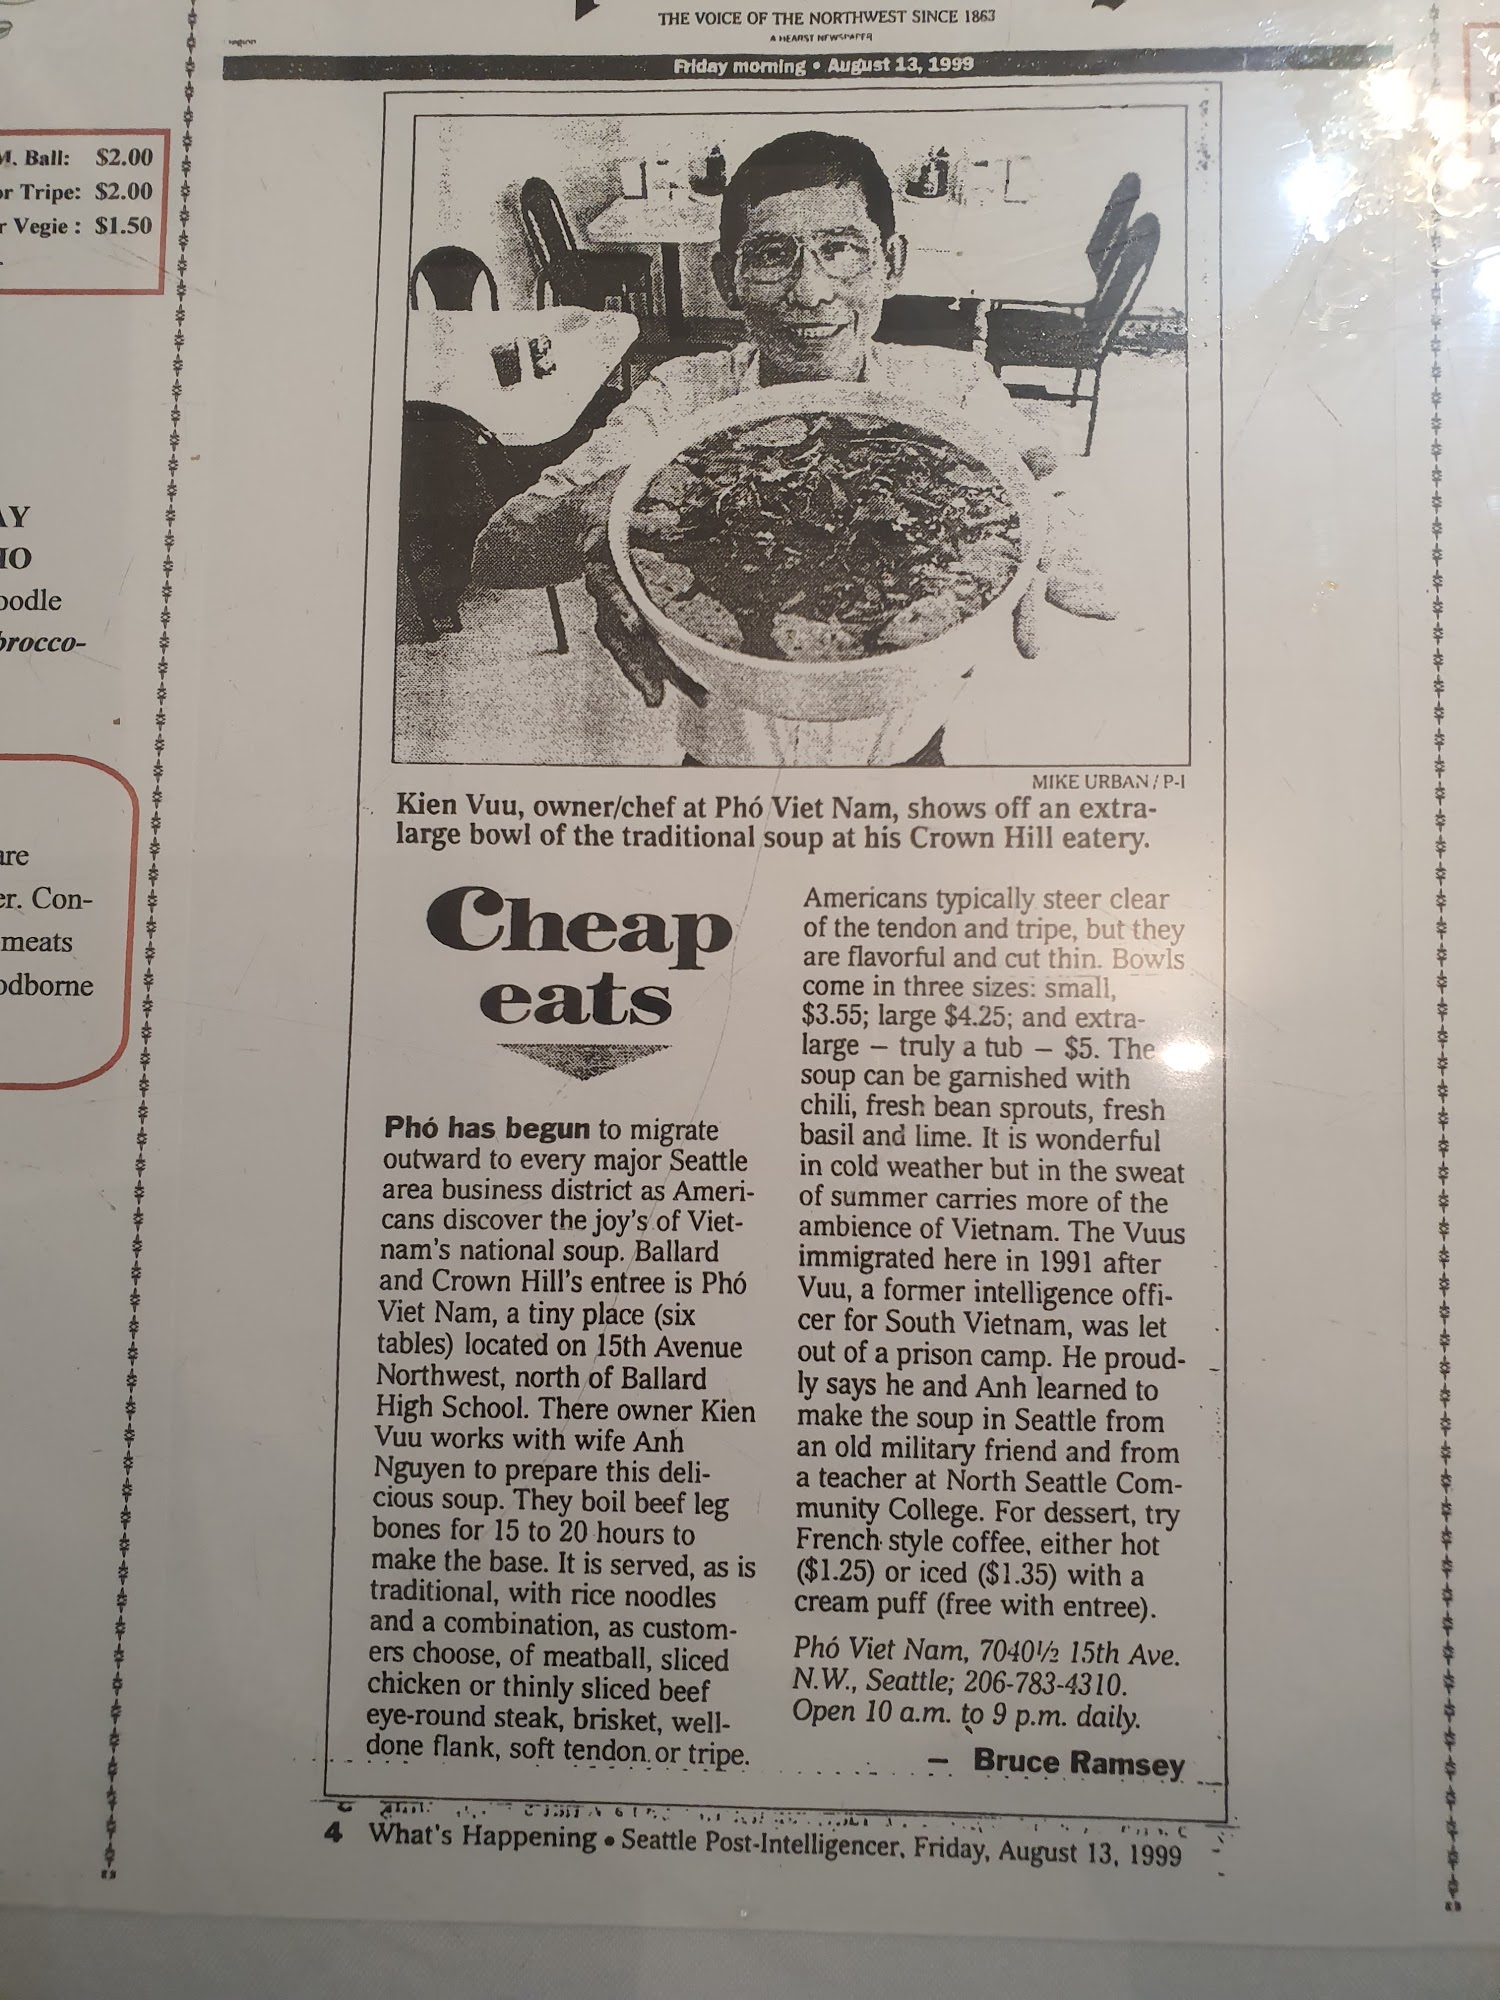 THE VOICE OF THE NORTHWEST SINCE 1863
A HEARST NEWSPAPER
Friday morning • August 13, 1999
M. Ball: $2.00
or Tripe: $2.00
r Vegie : $1.50
AY
HO
oodle
brocco-
are
er. Con-
meats
odborne
MIKE URBAN / P-I
Kien Vuu, owner/chef at Phó Viet Nam, shows off an extra-
large bowl of the traditional soup at his Crown Hill eatery.
Cheap
eats
Phó has begun to migrate
outward to every major Seattle
area business district as Ameri-
cans discover the joy's of Viet-
nam's national soup. Ballard
and Crown Hill's entree is Phó
Viet Nam, a tiny place (six
tables) located on 15th Avenue
Northwest, north of Ballard
High School. There owner Kien
Vuu works with wife Anh
Nguyen to prepare this deli-
cious soup. They boil beef leg
bones for 15 to 20 hours to
make the base. It is served, as is
traditional, with rice noodles
and a combination, as custom-
ers choose, of meatball, sliced
chicken or thinly sliced beef
eye-round steak, brisket, well-
done flank, soft tendon or tripe.
Americans typically steer clear
of the tendon and tripe, but they
are flavorful and cut thin. Bowls
come in three sizes: small,
$3.55; large $4.25; and extra-
large – truly a tub – $5. The
soup can be garnished with
chili, fresh bean sprouts, fresh
basil and lime. It is wonderful
in cold weather but in the sweat
of summer carries more of the
ambience of Vietnam. The Vuus
immigrated here in 1991 after
Vuu, a former intelligence offi-
cer for South Vietnam, was let
out of a prison camp. He proud-
ly says he and Anh learned to
make the soup in Seattle from
an old military friend and from
a teacher at North Seattle Com-
munity College. For dessert, try
French style coffee, either hot
($1.25) or iced ($1.35) with a
cream puff (free with entree).
Phó Viet Nam, 7040½ 15th Ave.
N.W., Seattle; 206-783-4310.
Open 10 a.m. to 9 p.m. daily.
– Bruce Ramsey
4 What's Happening • Seattle Post-Intelligencer, Friday, August 13, 1999